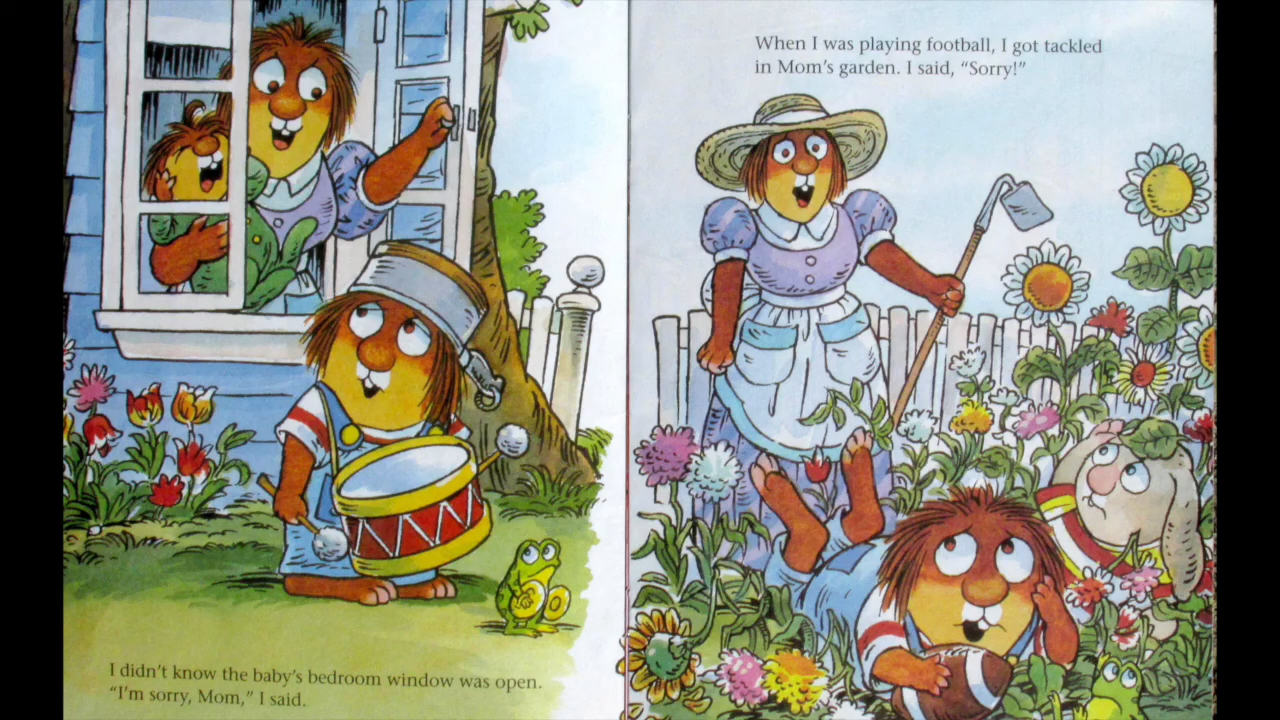 I didn't know the baby's bedroom window was open.
"I'm sorry, Mom," I said.
When I was playing football, I got tackled
in Mom's garden. I said, "Sorry!"